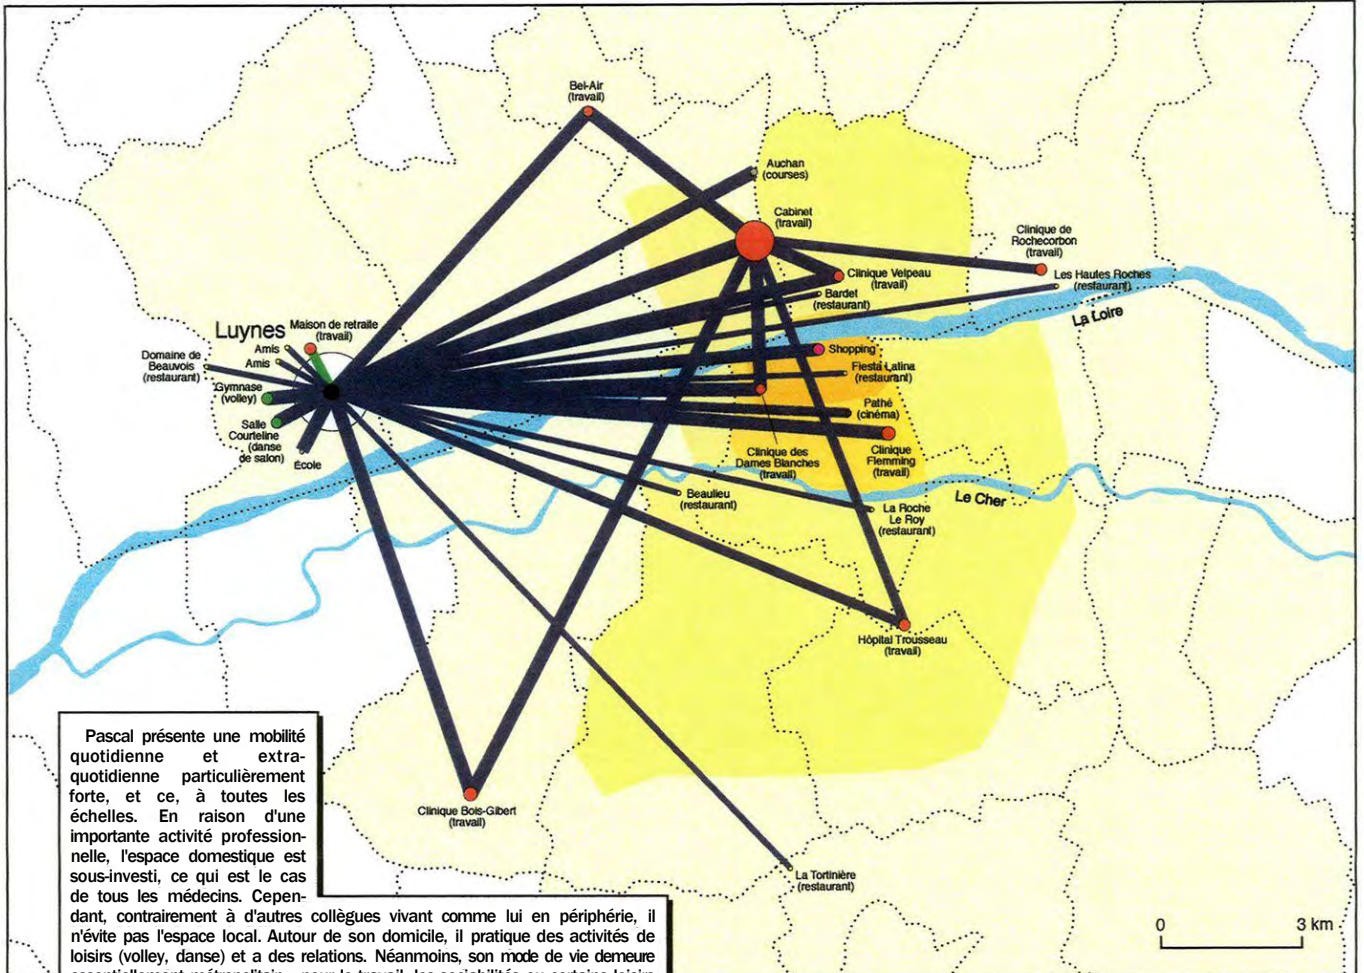 Bel-Air
(travail)
Auchan
(courses)
Cabinet
(travail)
Clinique de
Rochecorbon
(travail)
Clinique Velpeau
(travail)
Les Hautes Roches
(restaurant)
Bardet
(restaurant)
La Loire
Luynes
Maison de retraite
(travail)
Amis
Amis
Domaine de
Beauvois
(restaurant)
Gymnase
(volley)
Salle
Courteline
(danse
de salon)
École
Shopping
Fiesta Latina
(restaurant)
Pathé
(cinéma)
Clinique des
Dames Blanches
(travail)
Clinique
Flemming
(travail)
Beaulieu
(restaurant)
Le Cher
La Roche
Le Roy
(restaurant)
Hôpital Trousseau
(travail)
Clinique Bois-Gibert
(travail)
La Tortinière
(restaurant)
0 3 km
Pascal présente une mobilité
quotidienne et extra-
quotidienne particulièrement
forte, et ce, à toutes les
échelles. En raison d'une
importante activité profession-
nelle, l'espace domestique est
sous-investi, ce qui est le cas
de tous les médecins. Cepen-
dant, contrairement à d'autres collègues vivant comme lui en périphérie, il
n'évite pas l'espace local. Autour de son domicile, il pratique des activités de
loisirs (volley, danse) et a des relations. Néanmoins, son mode de vie demeure